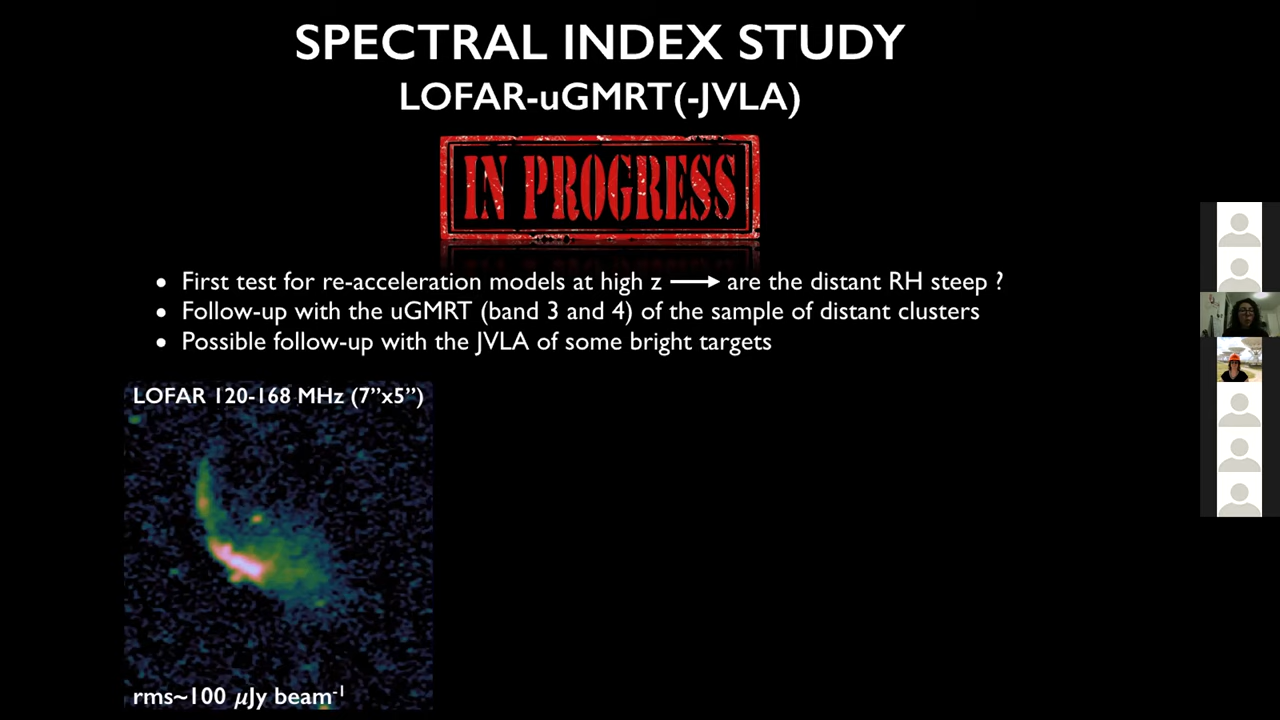 SPECTRAL INDEX STUDY
LOFAR-uGMRT(-JVLA)
IN PROGRESS
• First test for re-acceleration models at high z ⟶ are the distant RH steep ?
• Follow-up with the uGMRT (band 3 and 4) of the sample of distant clusters
• Possible follow-up with the JVLA of some bright targets
LOFAR 120-168 MHz (7”x5”)
rms~100 μJy beam⁻¹